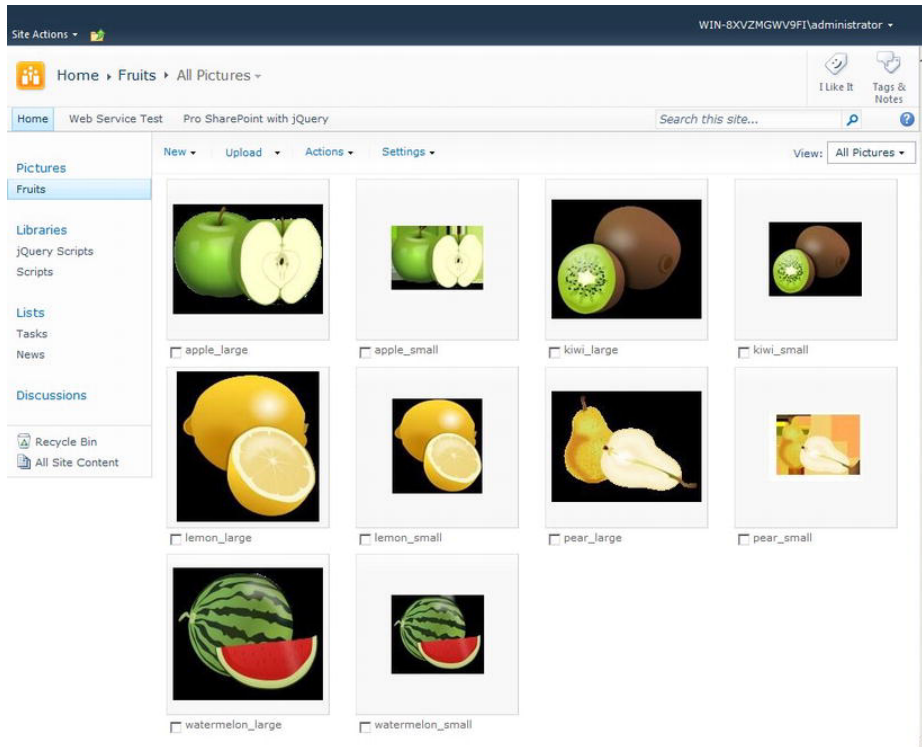 WIN-8XVZMGWV9FI\administrator
Site Actions
Home Fruits All Pictures
I Like It
Tags & Notes
Home Web Service Test Pro SharePoint with jQuery
Search this site...
New Upload Actions Settings
View: All Pictures
Pictures
Fruits
Libraries
jQuery Scripts
Scripts
Lists
Tasks
News
Discussions
Recycle Bin
All Site Content
apple_large apple_small kiwi_large kiwi_small
lemon_large lemon_small pear_large pear_small
watermelon_large watermelon_small